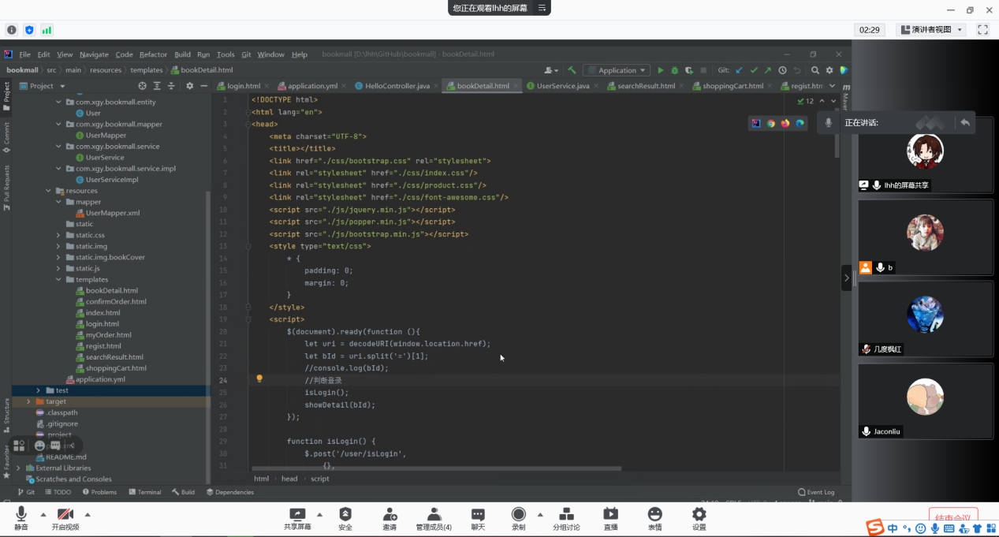 您正在观看lhh的屏幕
02:29
演讲者视图
File Edit View Navigate Code Refactor Build Run Tools Git Window Help
bookmall [D:\lhh\GitHub\bookmall] - bookDetail.html
bookmall src main resources templates bookDetail.html
Application
Git:
Project
login.html application.yml HelloController.java bookDetail.html UserService.java searchResult.html shoppingCart.html regist.htm
Project
Commit
Pull Requests
Structure
Favorites
Maven
com.xgy.bookmall.entity
User
com.xgy.bookmall.mapper
UserMapper
com.xgy.bookmall.service
UserService
com.xgy.bookmall.service.impl
UserServiceImpl
resources
mapper
UserMapper.xml
static
static.css
static.img
static.img.bookCover
static.js
templates
bookDetail.html
confirmOrder.html
index.html
login.html
myOrder.html
regist.html
searchResult.html
shoppingCart.html
application.yml
test
target
.classpath
.gitignore
.project
README.md
External Libraries
Scratches and Consoles
12
1 <!DOCTYPE html>
2 <html lang="en">
3 <head>
4 <meta charset="UTF-8">
5 <title></title>
6 <link href="./css/bootstrap.css" rel="stylesheet">
7 <link rel="stylesheet" href="./css/index.css"/>
8 <link rel="stylesheet" href="./css/product.css"/>
9 <link rel="stylesheet" href="./css/font-awesome.css"/>
10 <script src="./js/jquery.min.js"></script>
11 <script src="./js/popper.min.js"></script>
12 <script src="./js/bootstrap.min.js"></script>
13 <style type="text/css">
14 * {
15 padding: 0;
16 margin: 0;
17 }
18 </style>
19 <script>
20 $(document).ready(function (){
21 let uri = decodeURI(window.location.href);
22 let bId = uri.split('=')[1];
23 //console.log(bId);
24 //判断登录
25 isLogin();
26 showDetail(bId);
27 });
28
29 function isLogin() {
30 $.post('/user/isLogin',
31 {},
html head script
Git TODO Problems Terminal Build Dependencies
Event Log
正在讲话:
lhh的屏幕共享
b
几度枫红
Jaconliu
静音
开启视频
共享屏幕
安全
邀请
管理成员(4)
聊天
录制
分组讨论
直播
表情
设置
结束会议
中